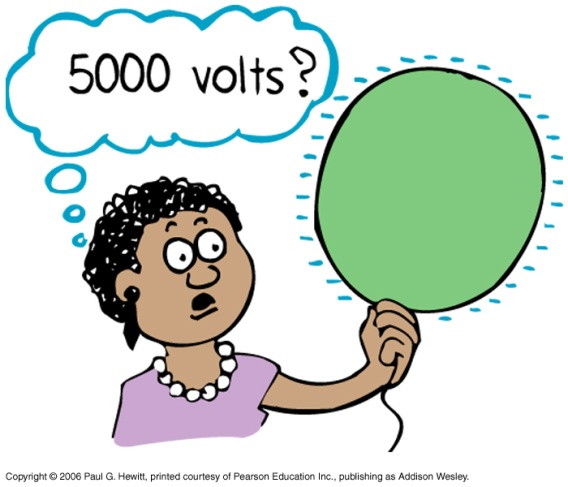 5000 volts?
Copyright © 2006 Paul G. Hewitt, printed courtesy of Pearson Education Inc., publishing as Addison Wesley.